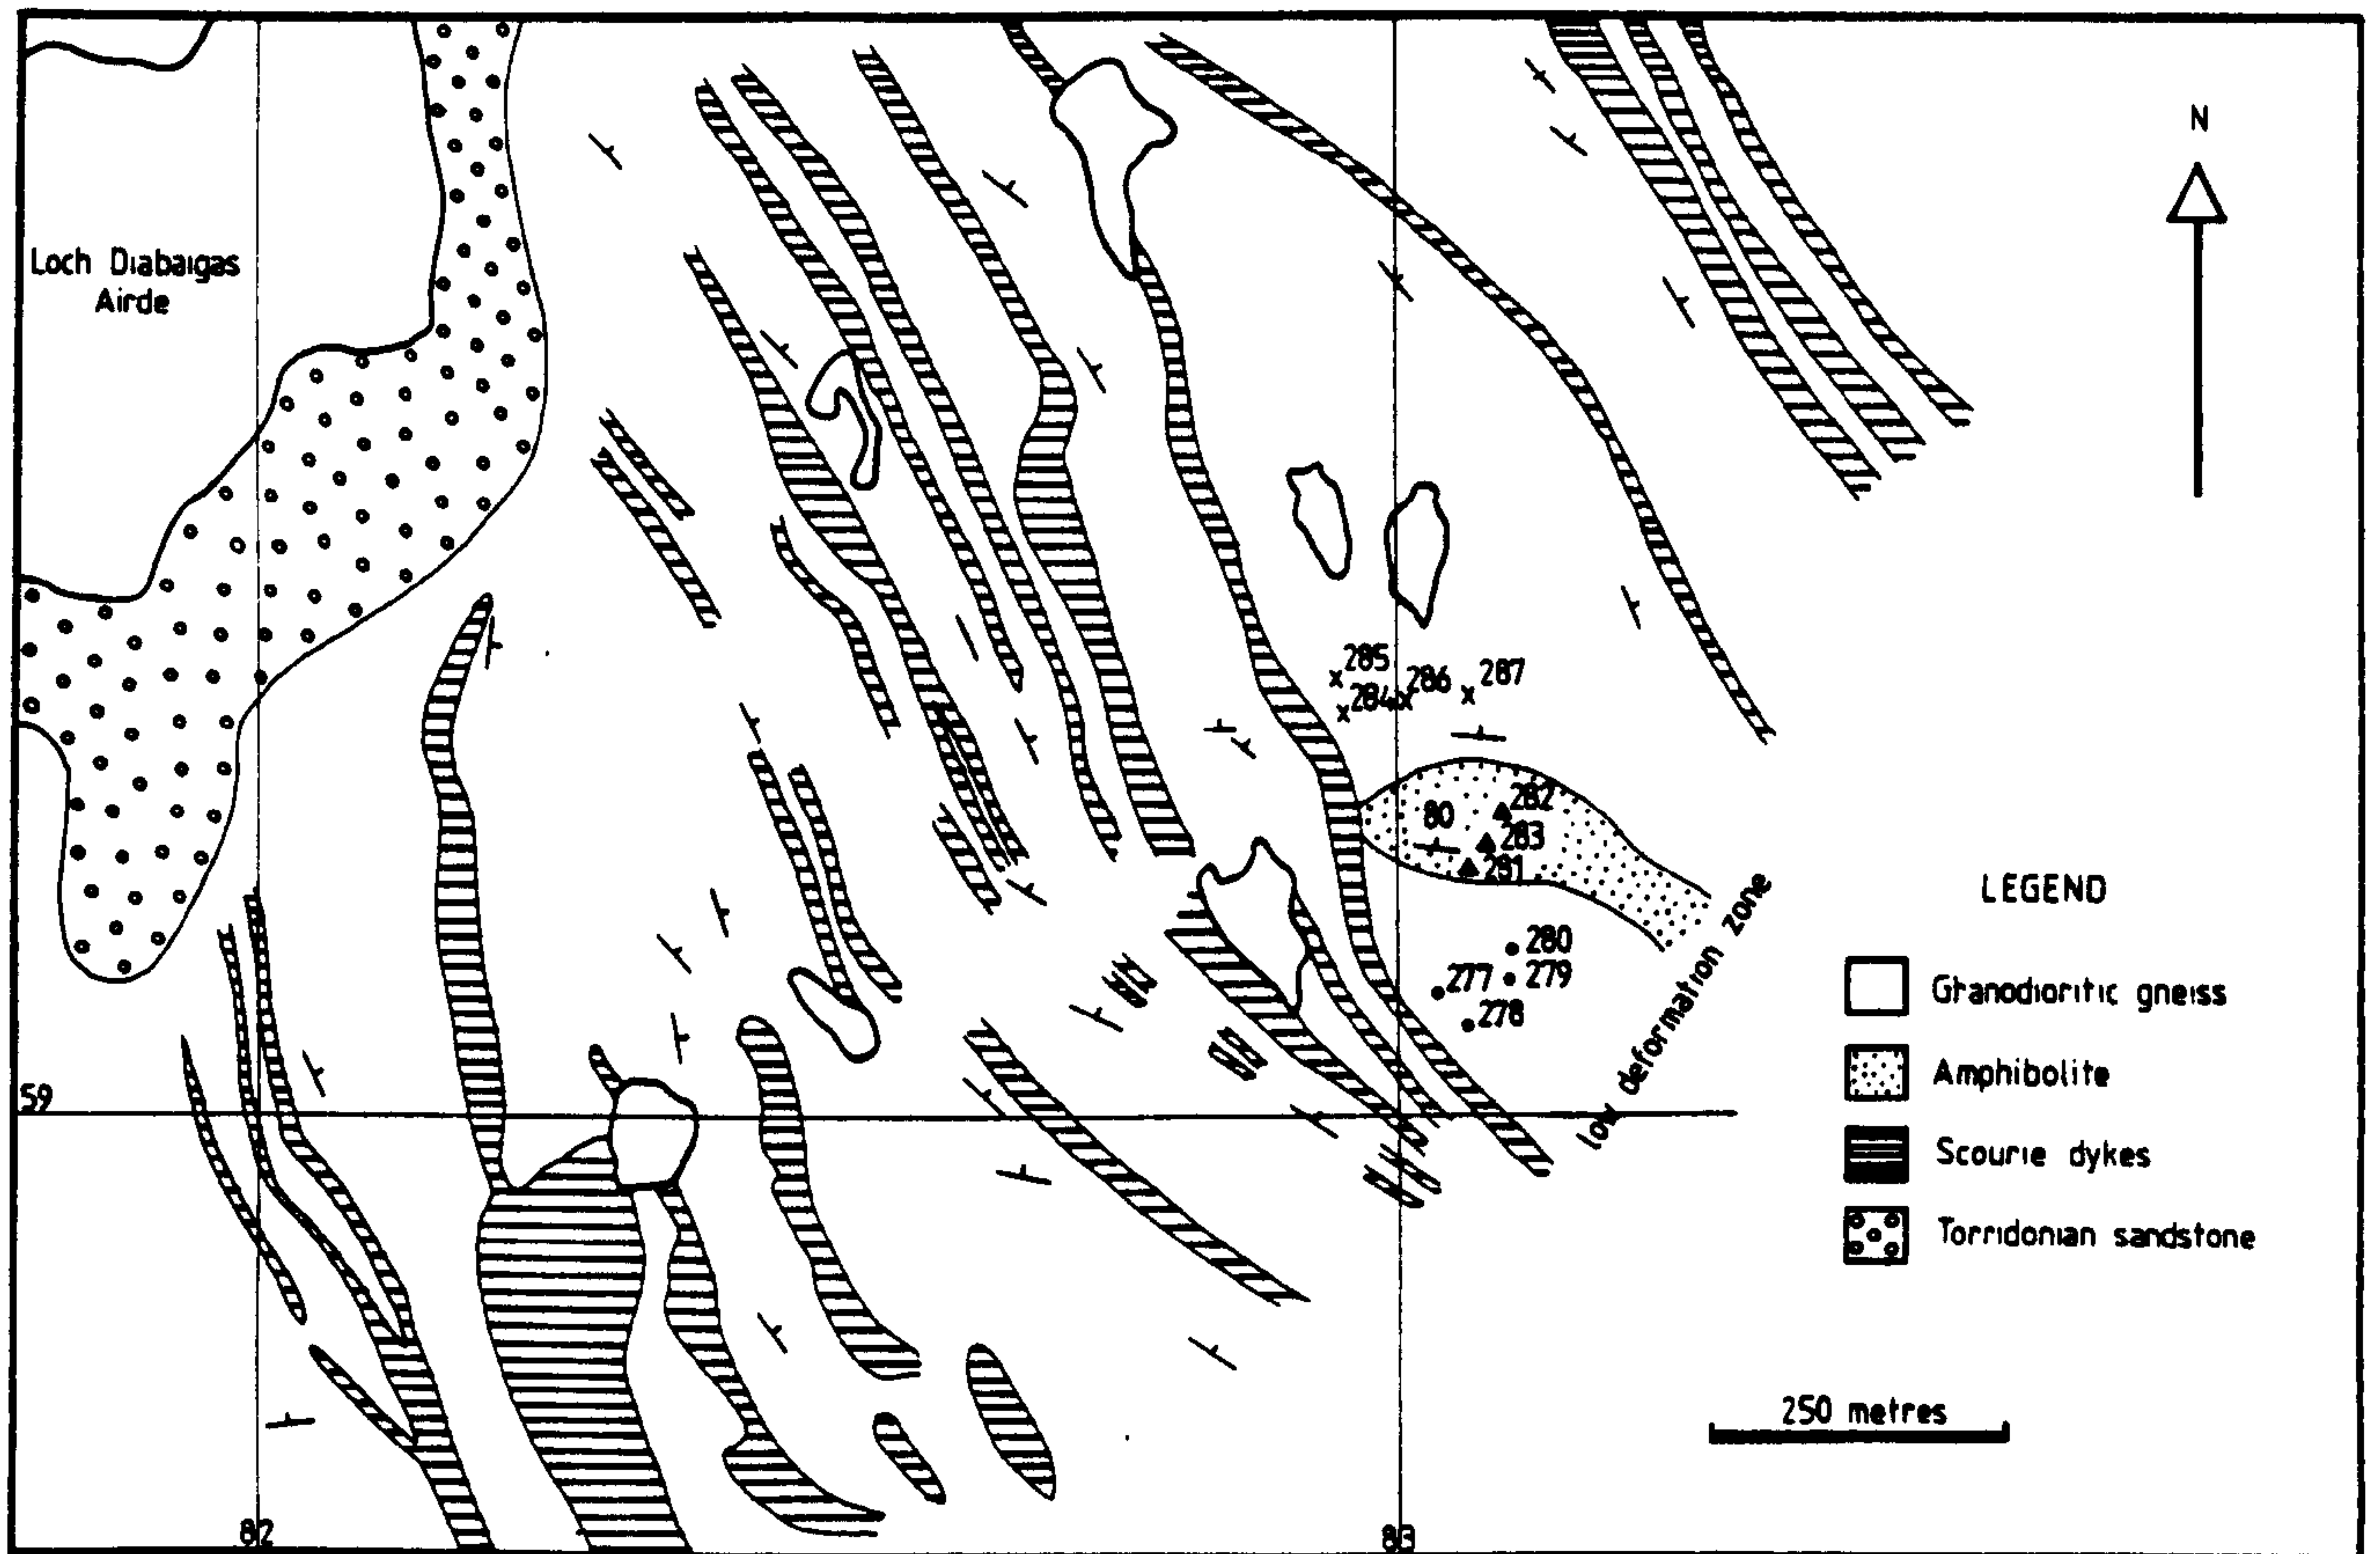 N
Loch Diabaigas
Airde
285
284
286
287
282
80
283
281
280
277
279
278
low deformation zone
59
82
83
LEGEND
Granodioritic gneiss
Amphibolite
Scourie dykes
Torridonian sandstone
250 metres